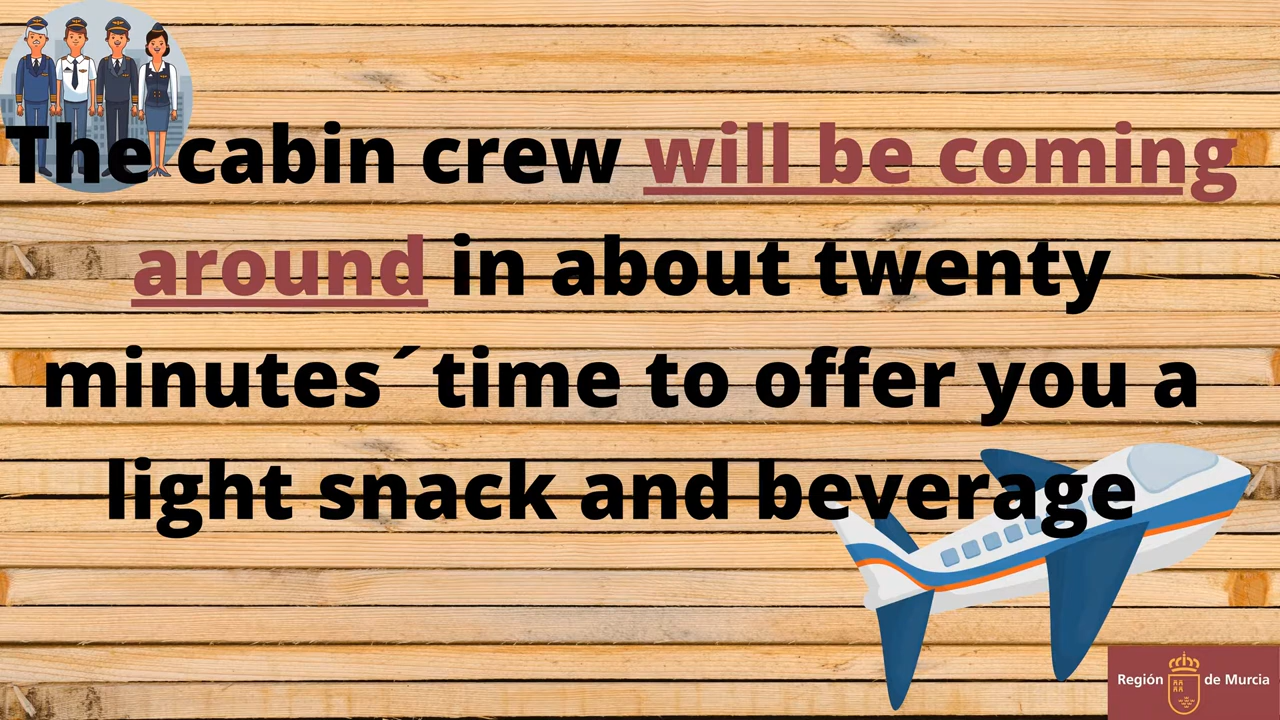 The cabin crew will be coming
around in about twenty
minutes´ time to offer you a
light snack and beverage
Región de Murcia